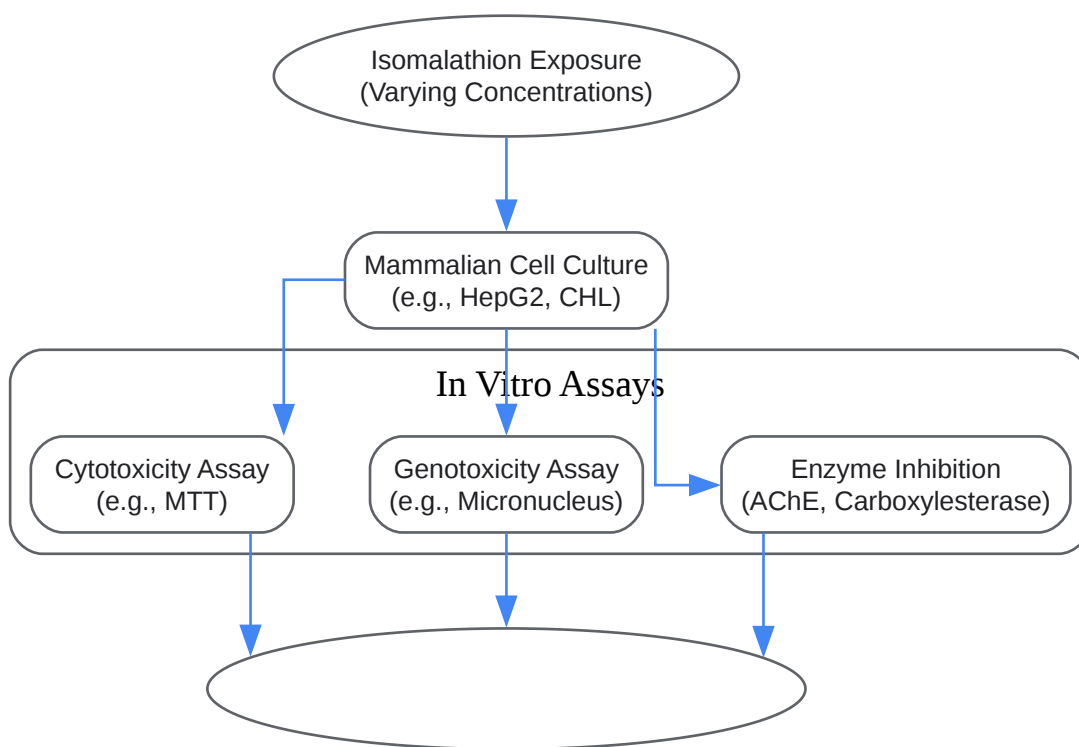 Isomalathion Exposure
(Varying Concentrations)
Mammalian Cell Culture
(e.g., HepG2, CHL)
In Vitro Assays
Cytotoxicity Assay
(e.g., MTT)
Genotoxicity Assay
(e.g., Micronucleus)
Enzyme Inhibition
(AChE, Carboxylesterase)